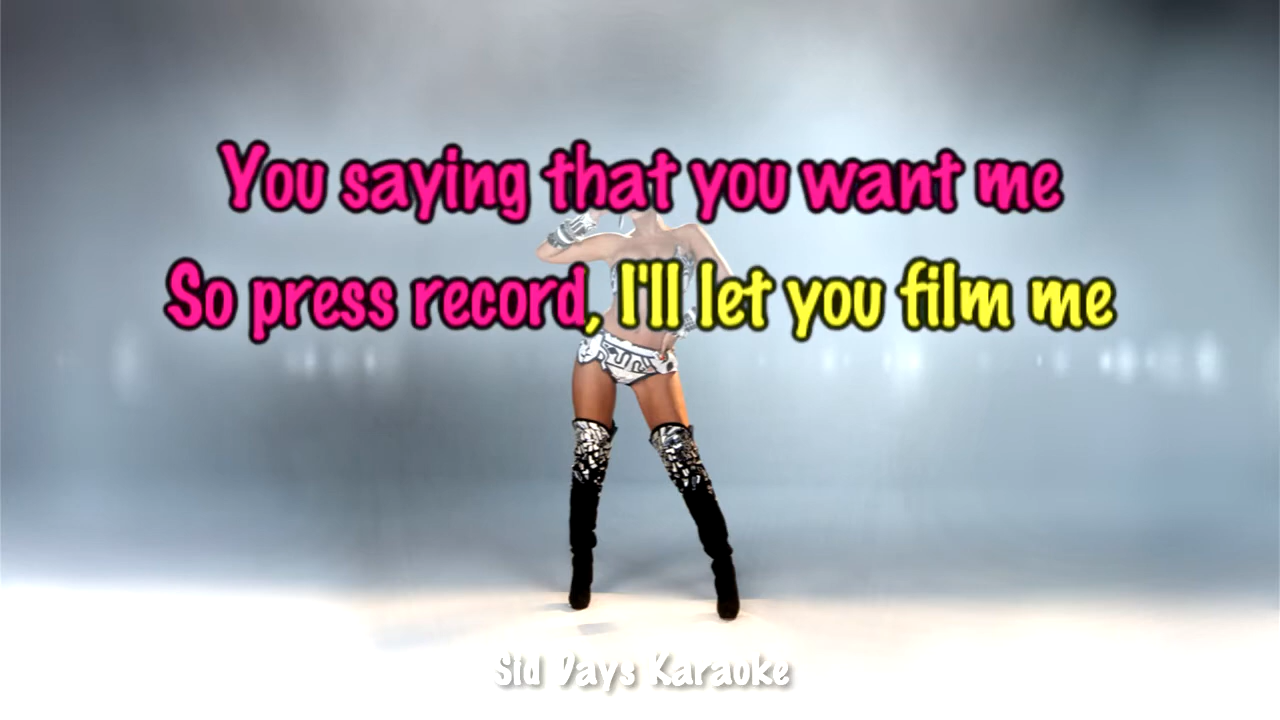 You saying that you want me
So press record, I'll let you film me
Sid Days Karaoke